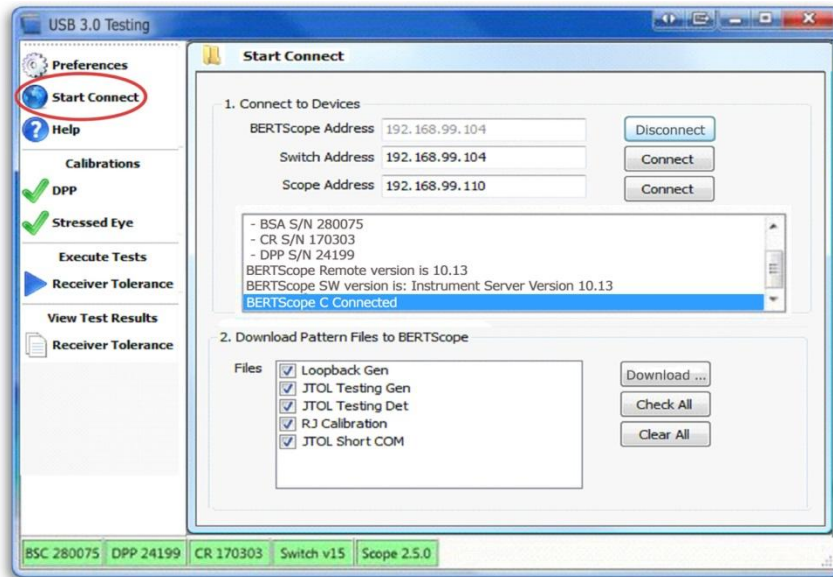 USB 3.0 Testing
Preferences
Start Connect
Help
Calibrations
DPP
Stressed Eye
Execute Tests
Receiver Tolerance
View Test Results
Receiver Tolerance
Start Connect
1. Connect to Devices
BERTScope Address 192.168.99.104 Disconnect
Switch Address 192.168.99.104 Connect
Scope Address 192.168.99.110 Connect
- BSA S/N 280075
- CR S/N 170303
- DPP S/N 24199
BERTScope Remote version is 10.13
BERTScope SW version is: Instrument Server Version 10.13
BERTScope C Connected
2. Download Pattern Files to BERTScope
Files
Loopback Gen
JTOL Testing Gen
JTOL Testing Det
RJ Calibration
JTOL Short COM
Download ...
Check All
Clear All
BSC 280075 DPP 24199 CR 170303 Switch v15 Scope 2.5.0